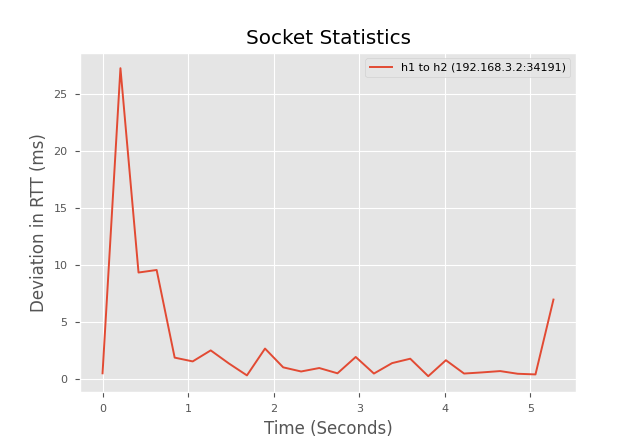 Socket Statistics
h1 to h2 (192.168.3.2:34191)
Deviation in RTT (ms)
25
20
15
10
5
0
0 1 2 3 4 5
Time (Seconds)